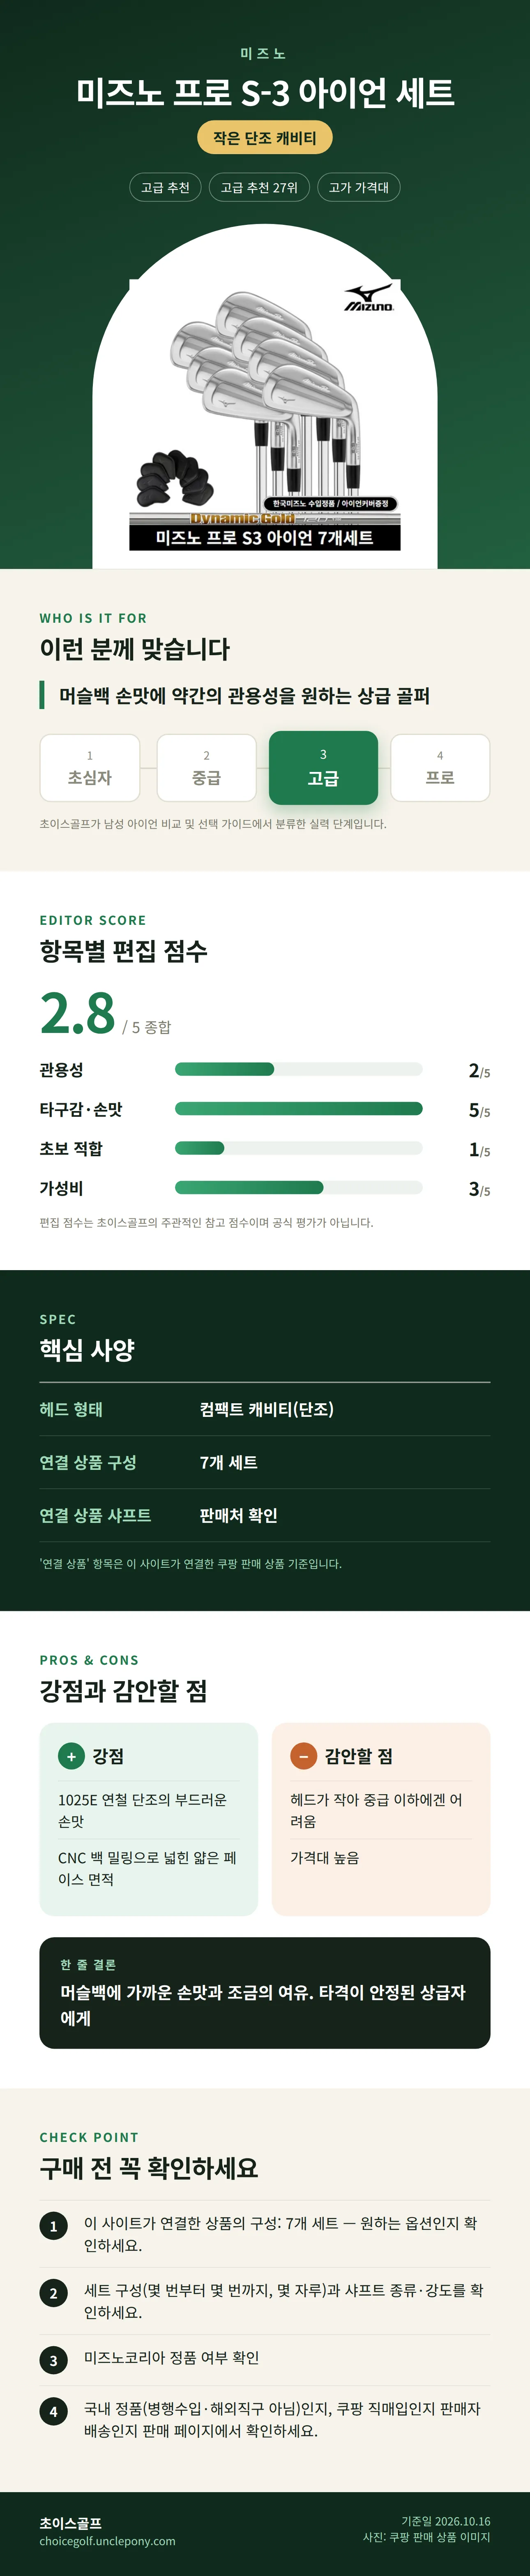 미즈노
미즈노 프로 S-3 아이언 세트
작은 단조 캐비티
고급 추천
고급 추천 27위
고가 가격대
MIZUNO
한국미즈노 수입정품 / 아이언커버증정
Dynamic Gold
미즈노 프로 S3 아이언 7개세트
WHO IS IT FOR
이런 분께 맞습니다
머슬백 손맛에 약간의 관용성을 원하는 상급 골퍼
1
초심자
2
중급
3
고급
4
프로
초이스골프가 남성 아이언 비교 및 선택 가이드에서 분류한 실력 단계입니다.
EDITOR SCORE
항목별 편집 점수
2.8 / 5 종합
관용성 2/5
타구감·손맛 5/5
초보 적합 1/5
가성비 3/5
편집 점수는 초이스골프의 주관적인 참고 점수이며 공식 평가가 아닙니다.
SPEC
핵심 사양
헤드 형태 컴팩트 캐비티(단조)
연결 상품 구성 7개 세트
연결 상품 샤프트 판매처 확인
'연결 상품' 항목은 이 사이트가 연결한 쿠팡 판매 상품 기준입니다.
PROS & CONS
강점과 감안할 점
+ 강점
1025E 연철 단조의 부드러운
손맛
CNC 백 밀링으로 넓힌 얇은 페
이스 면적
− 감안할 점
헤드가 작아 중급 이하에겐 어
려움
가격대 높음
한 줄 결론
머슬백에 가까운 손맛과 조금의 여유. 타격이 안정된 상급자
에게
CHECK POINT
구매 전 꼭 확인하세요
1 이 사이트가 연결한 상품의 구성: 7개 세트 — 원하는 옵션인지 확
인하세요.
2 세트 구성(몇 번부터 몇 번까지, 몇 자루)과 샤프트 종류·강도를 확
인하세요.
3 미즈노코리아 정품 여부 확인
4 국내 정품(병행수입·해외직구 아님)인지, 쿠팡 직매입인지 판매자
배송인지 판매 페이지에서 확인하세요.
초이스골프
choicegolf.unclepony.com
기준일 2026.10.16
사진: 쿠팡 판매 상품 이미지